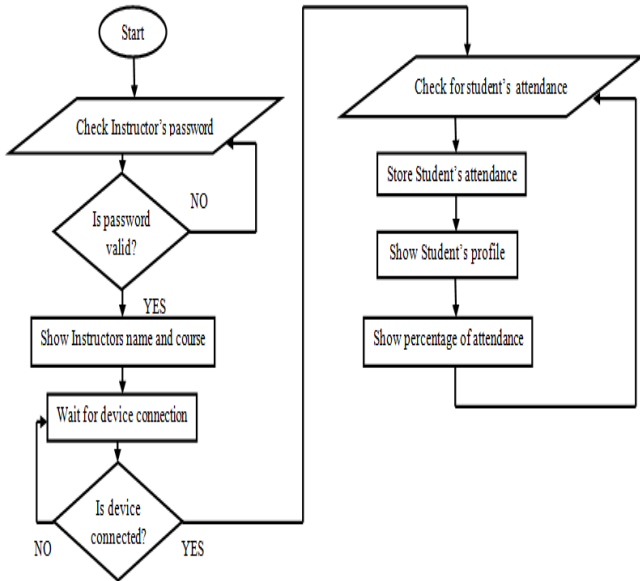 Start
Check Instructor's password
Is password
valid?
NO
YES
Show Instructors name and course
Wait for device connection
Is device
connected?
NO
YES
Check for student's attendance
Store Student's attendance
Show Student's profile
Show percentage of attendance